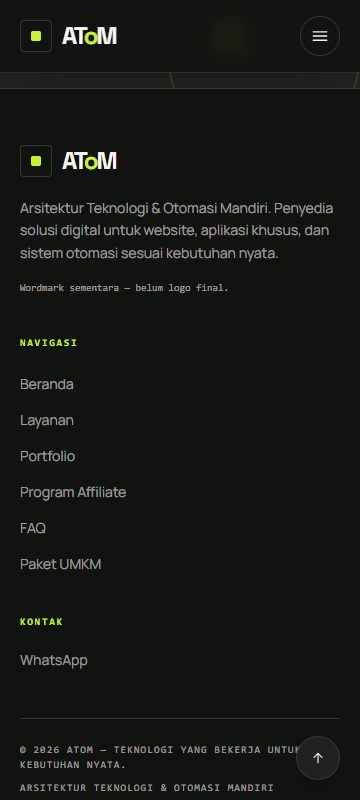 AToM
AToM
Arsitektur Teknologi & Otomasi Mandiri. Penyedia
solusi digital untuk website, aplikasi khusus, dan
sistem otomasi sesuai kebutuhan nyata.
Wordmark sementara — belum logo final.
NAVIGASI
Beranda
Layanan
Portfolio
Program Affiliate
FAQ
Paket UMKM
KONTAK
WhatsApp
© 2026 ATOM — TEKNOLOGI YANG BEKERJA UNTUK
KEBUTUHAN NYATA.
ARSITEKTUR TEKNOLOGI & OTOMASI MANDIRI